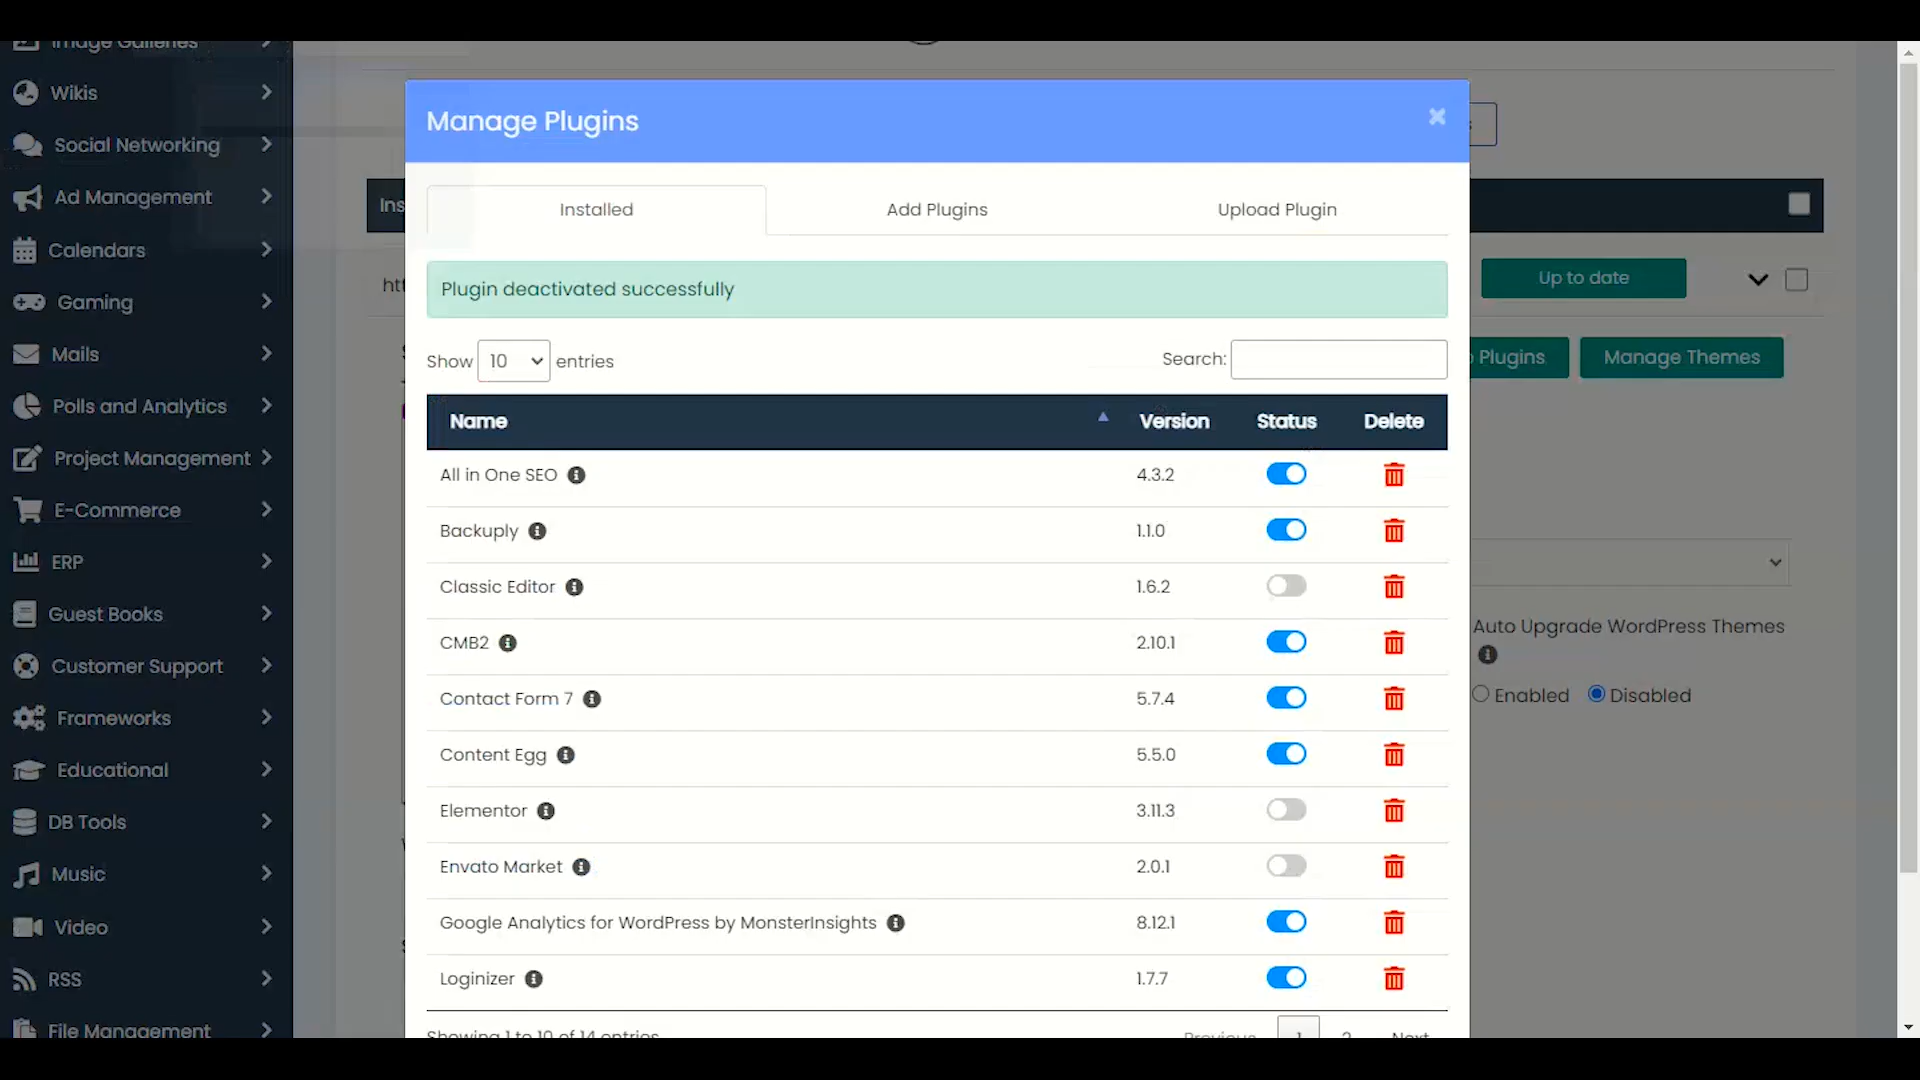 Image Galleries
Wikis
Social Networking
Ad Management
Calendars
Gaming
Mails
Polls and Analytics
Project Management
E-Commerce
ERP
Guest Books
Customer Support
Frameworks
Educational
DB Tools
Music
Video
RSS
File Management
Manage Plugins
Installed
Add Plugins
Upload Plugin
Plugin deactivated successfully
Show 10 entries
Search:
Name Version Status Delete
All in One SEO 4.3.2
Backuply 1.1.0
Classic Editor 1.6.2
CMB2 2.10.1
Contact Form 7 5.7.4
Content Egg 5.5.0
Elementor 3.11.3
Envato Market 2.0.1
Google Analytics for WordPress by MonsterInsights 8.12.1
Loginizer 1.7.7
Showing 1 to 10 of 14 entries
Previous 1 2 Next
Ins
Up to date
Plugins
Manage Themes
Auto Upgrade WordPress Themes
Enabled Disabled